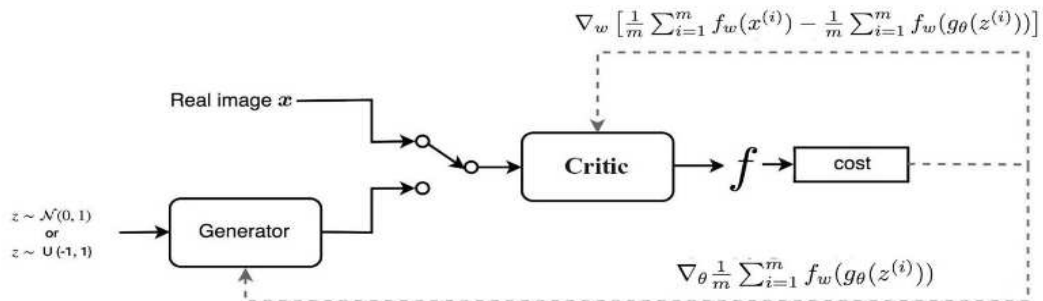 ∇_w [ 1/m ∑_{i=1}^{m} f_w(x^{(i)}) − 1/m ∑_{i=1}^{m} f_w(g_θ(z^{(i)})) ]
Real image x
Critic
f
cost
z ∼ N(0, 1)
or
z ∼ U (-1, 1)
Generator
∇_θ 1/m ∑_{i=1}^{m} f_w(g_θ(z^{(i)}))